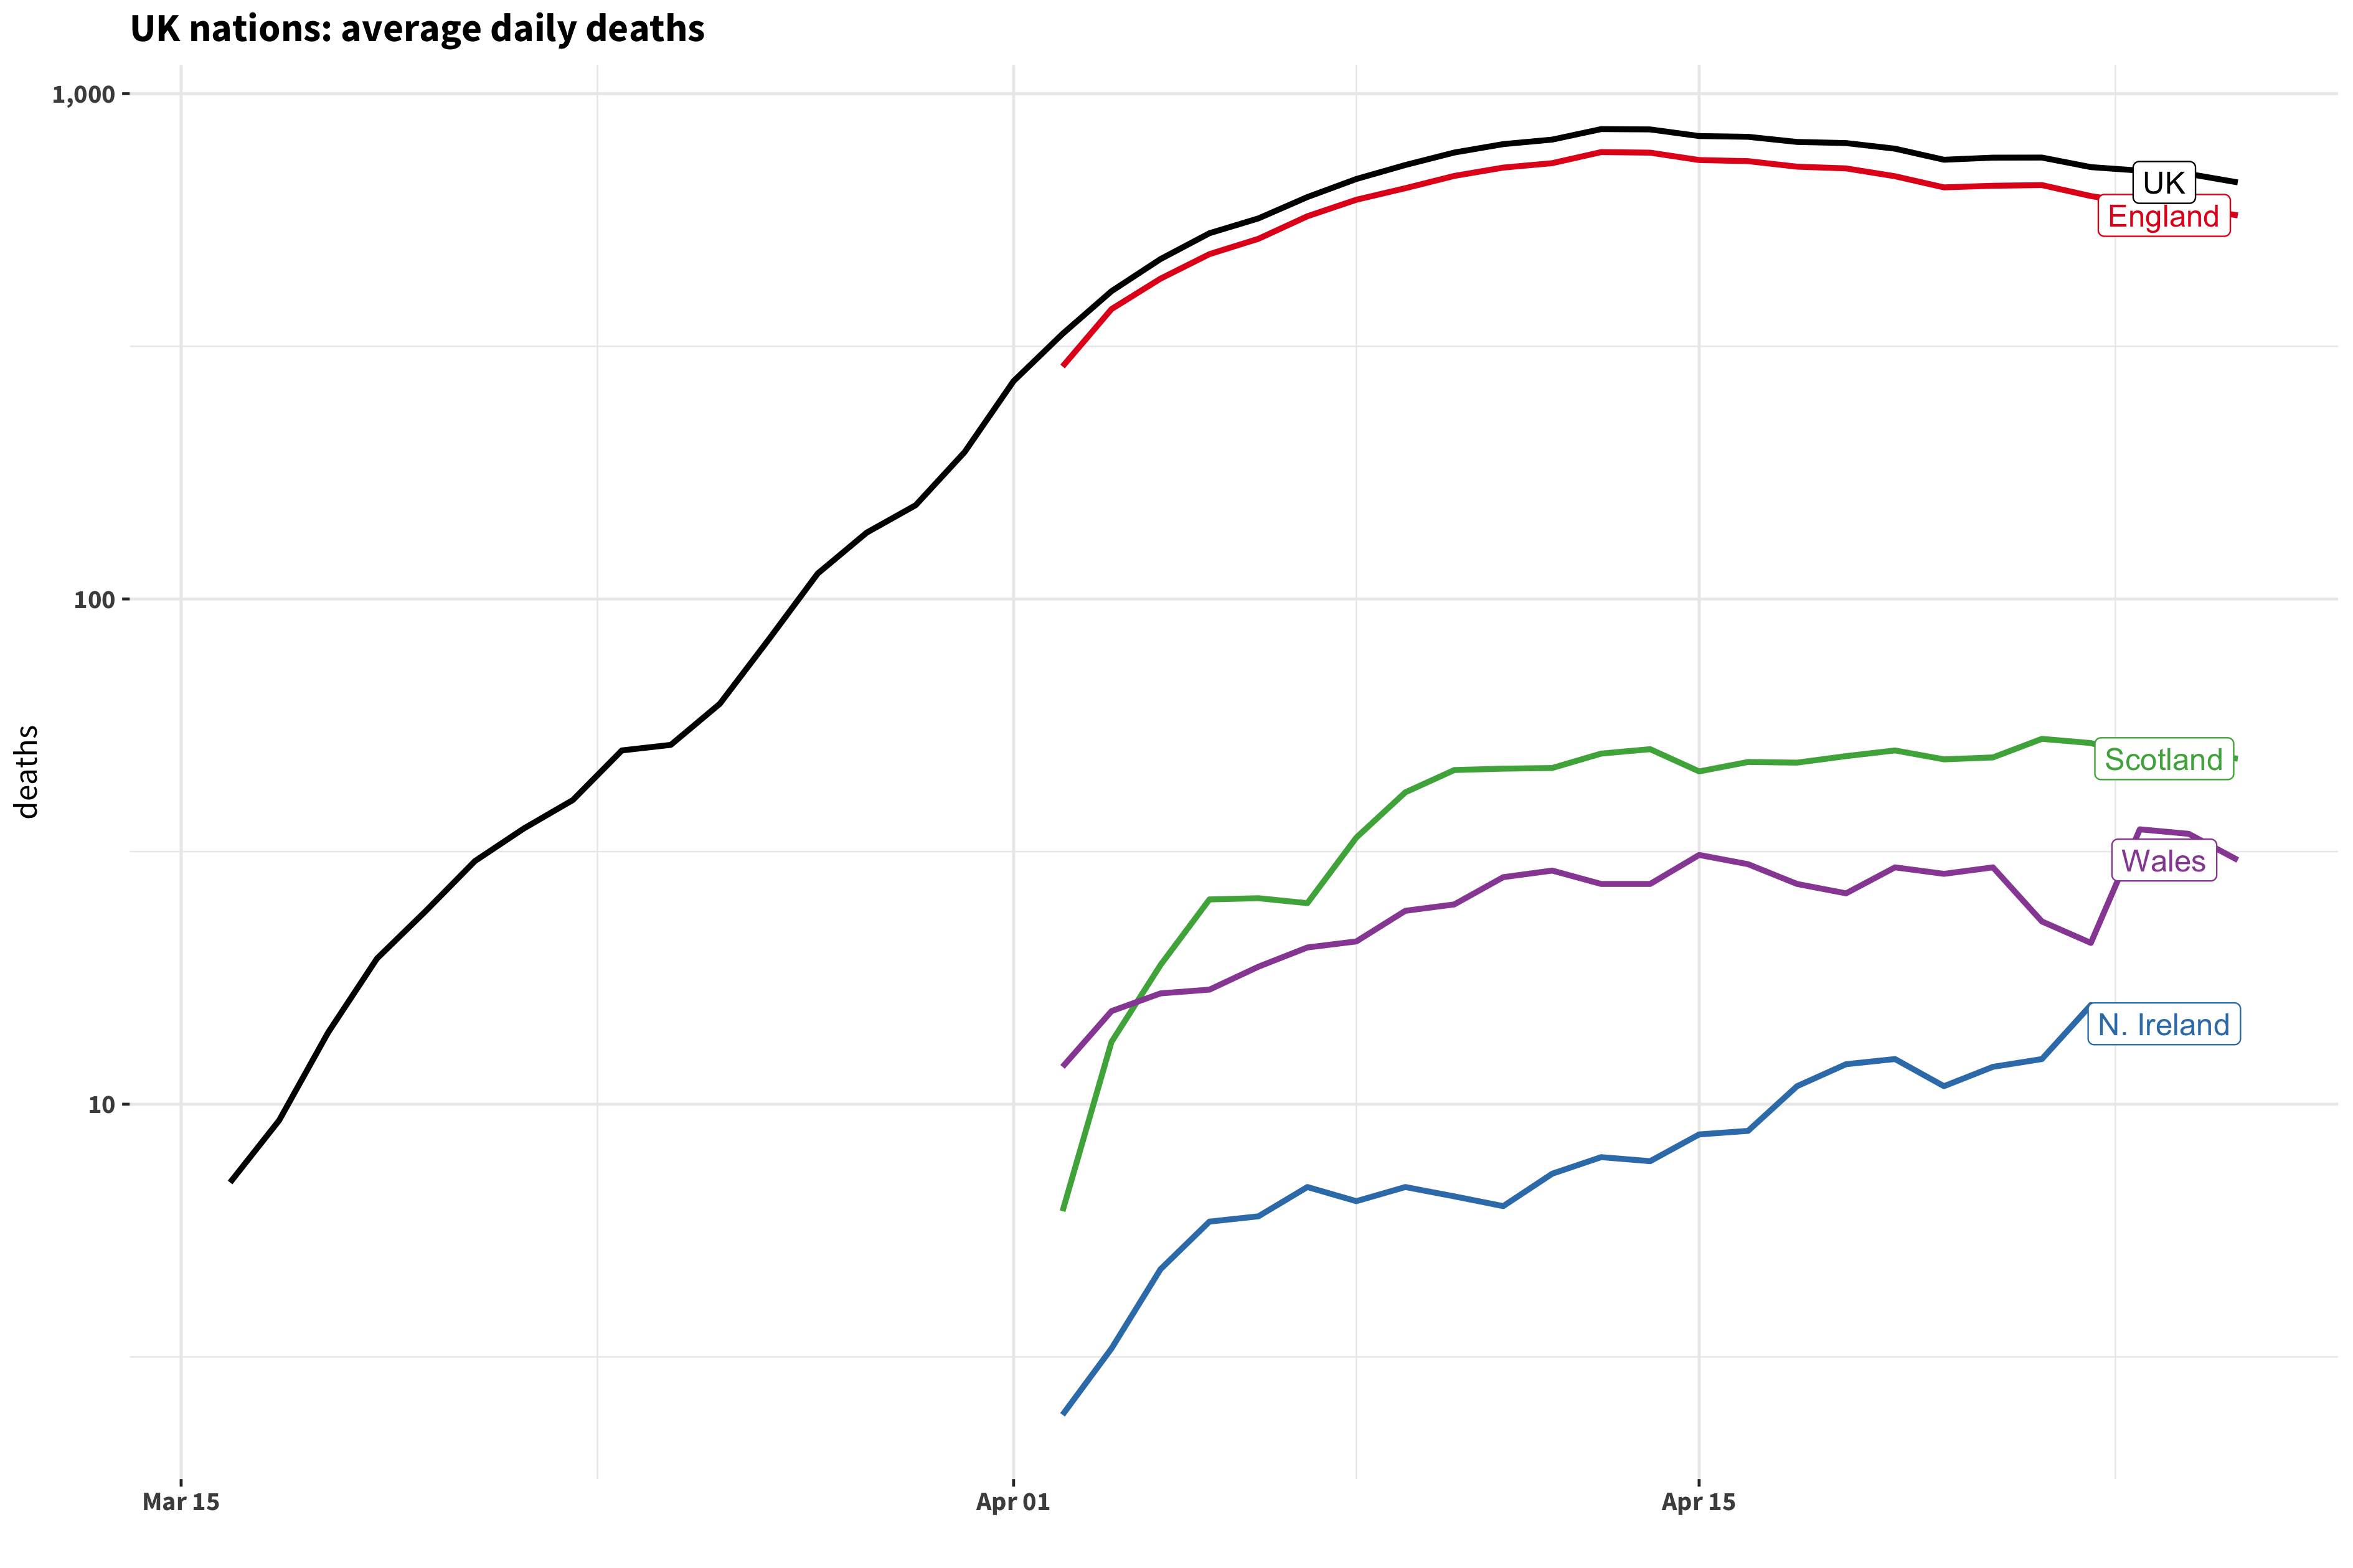 UK nations: average daily deaths
1,000
UK
England
100
deaths
Scotland
Wales
N. Ireland
10
Mar 15
Apr 01
Apr 15